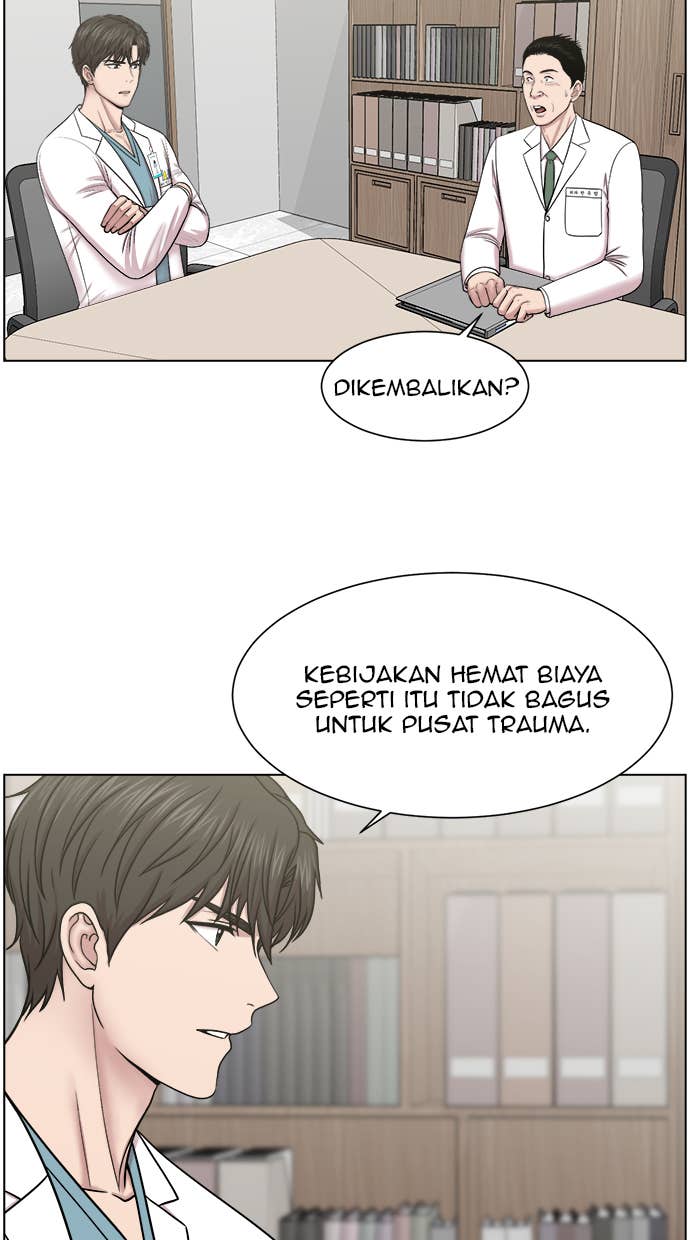 DIKEMBALIKAN?
KEBIJAKAN HEMAT BIAYA
SEPERTI ITU TIDAK BAGUS
UNTUK PUSAT TRAUMA.